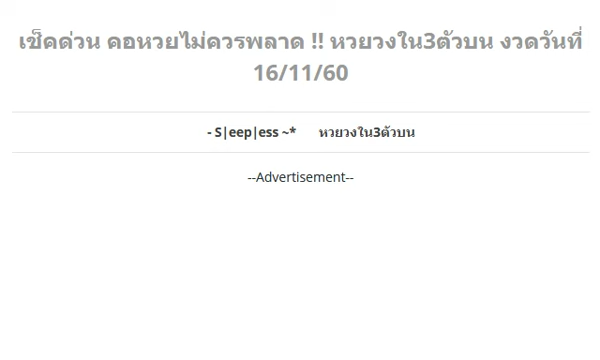 เช็คด่วน คอหวยไม่ควรพลาด !! หวยวงใน3ตัวบน งวดวันที่
16/11/60
- S|eep|ess ~* หวยวงใน3ตัวบน
--Advertisement--